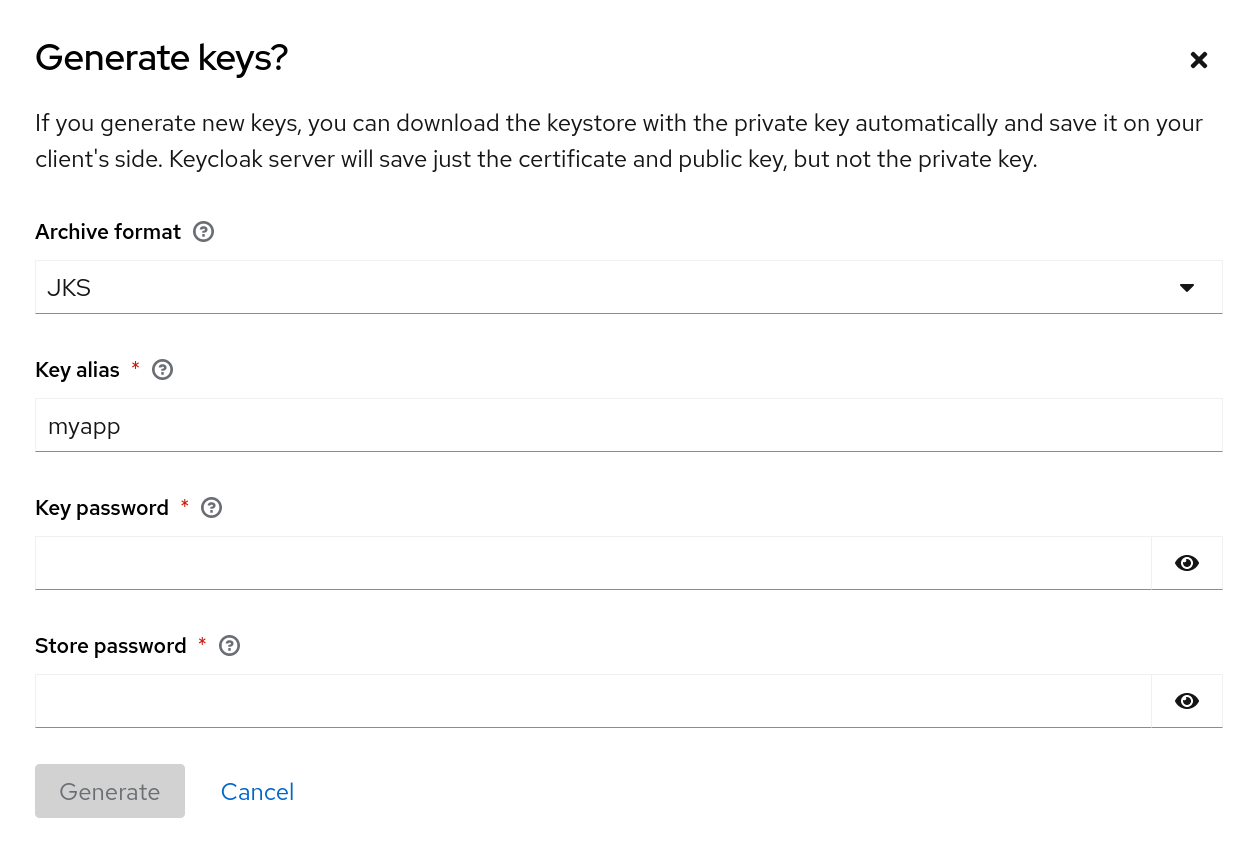 Generate keys?
If you generate new keys, you can download the keystore with the private key automatically and save it on your
client's side. Keycloak server will save just the certificate and public key, but not the private key.
Archive format
JKS
Key alias *
myapp
Key password *
Store password *
Generate Cancel